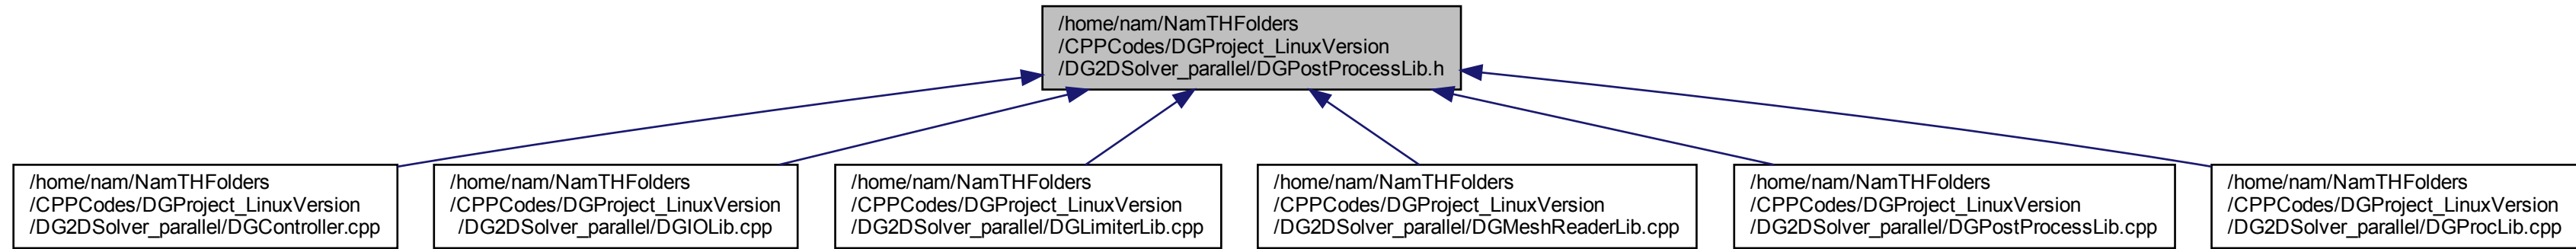 /home/nam/NamTHFolders
/CPPCodes/DGProject_LinuxVersion
/DG2DSolver_parallel/DGPostProcessLib.h
/home/nam/NamTHFolders
/CPPCodes/DGProject_LinuxVersion
/DG2DSolver_parallel/DGController.cpp
/home/nam/NamTHFolders
/CPPCodes/DGProject_LinuxVersion
/DG2DSolver_parallel/DGIOLib.cpp
/home/nam/NamTHFolders
/CPPCodes/DGProject_LinuxVersion
/DG2DSolver_parallel/DGLimiterLib.cpp
/home/nam/NamTHFolders
/CPPCodes/DGProject_LinuxVersion
/DG2DSolver_parallel/DGMeshReaderLib.cpp
/home/nam/NamTHFolders
/CPPCodes/DGProject_LinuxVersion
/DG2DSolver_parallel/DGPostProcessLib.cpp
/home/nam/NamTHFolders
/CPPCodes/DGProject_LinuxVersion
/DG2DSolver_parallel/DGProcLib.cpp